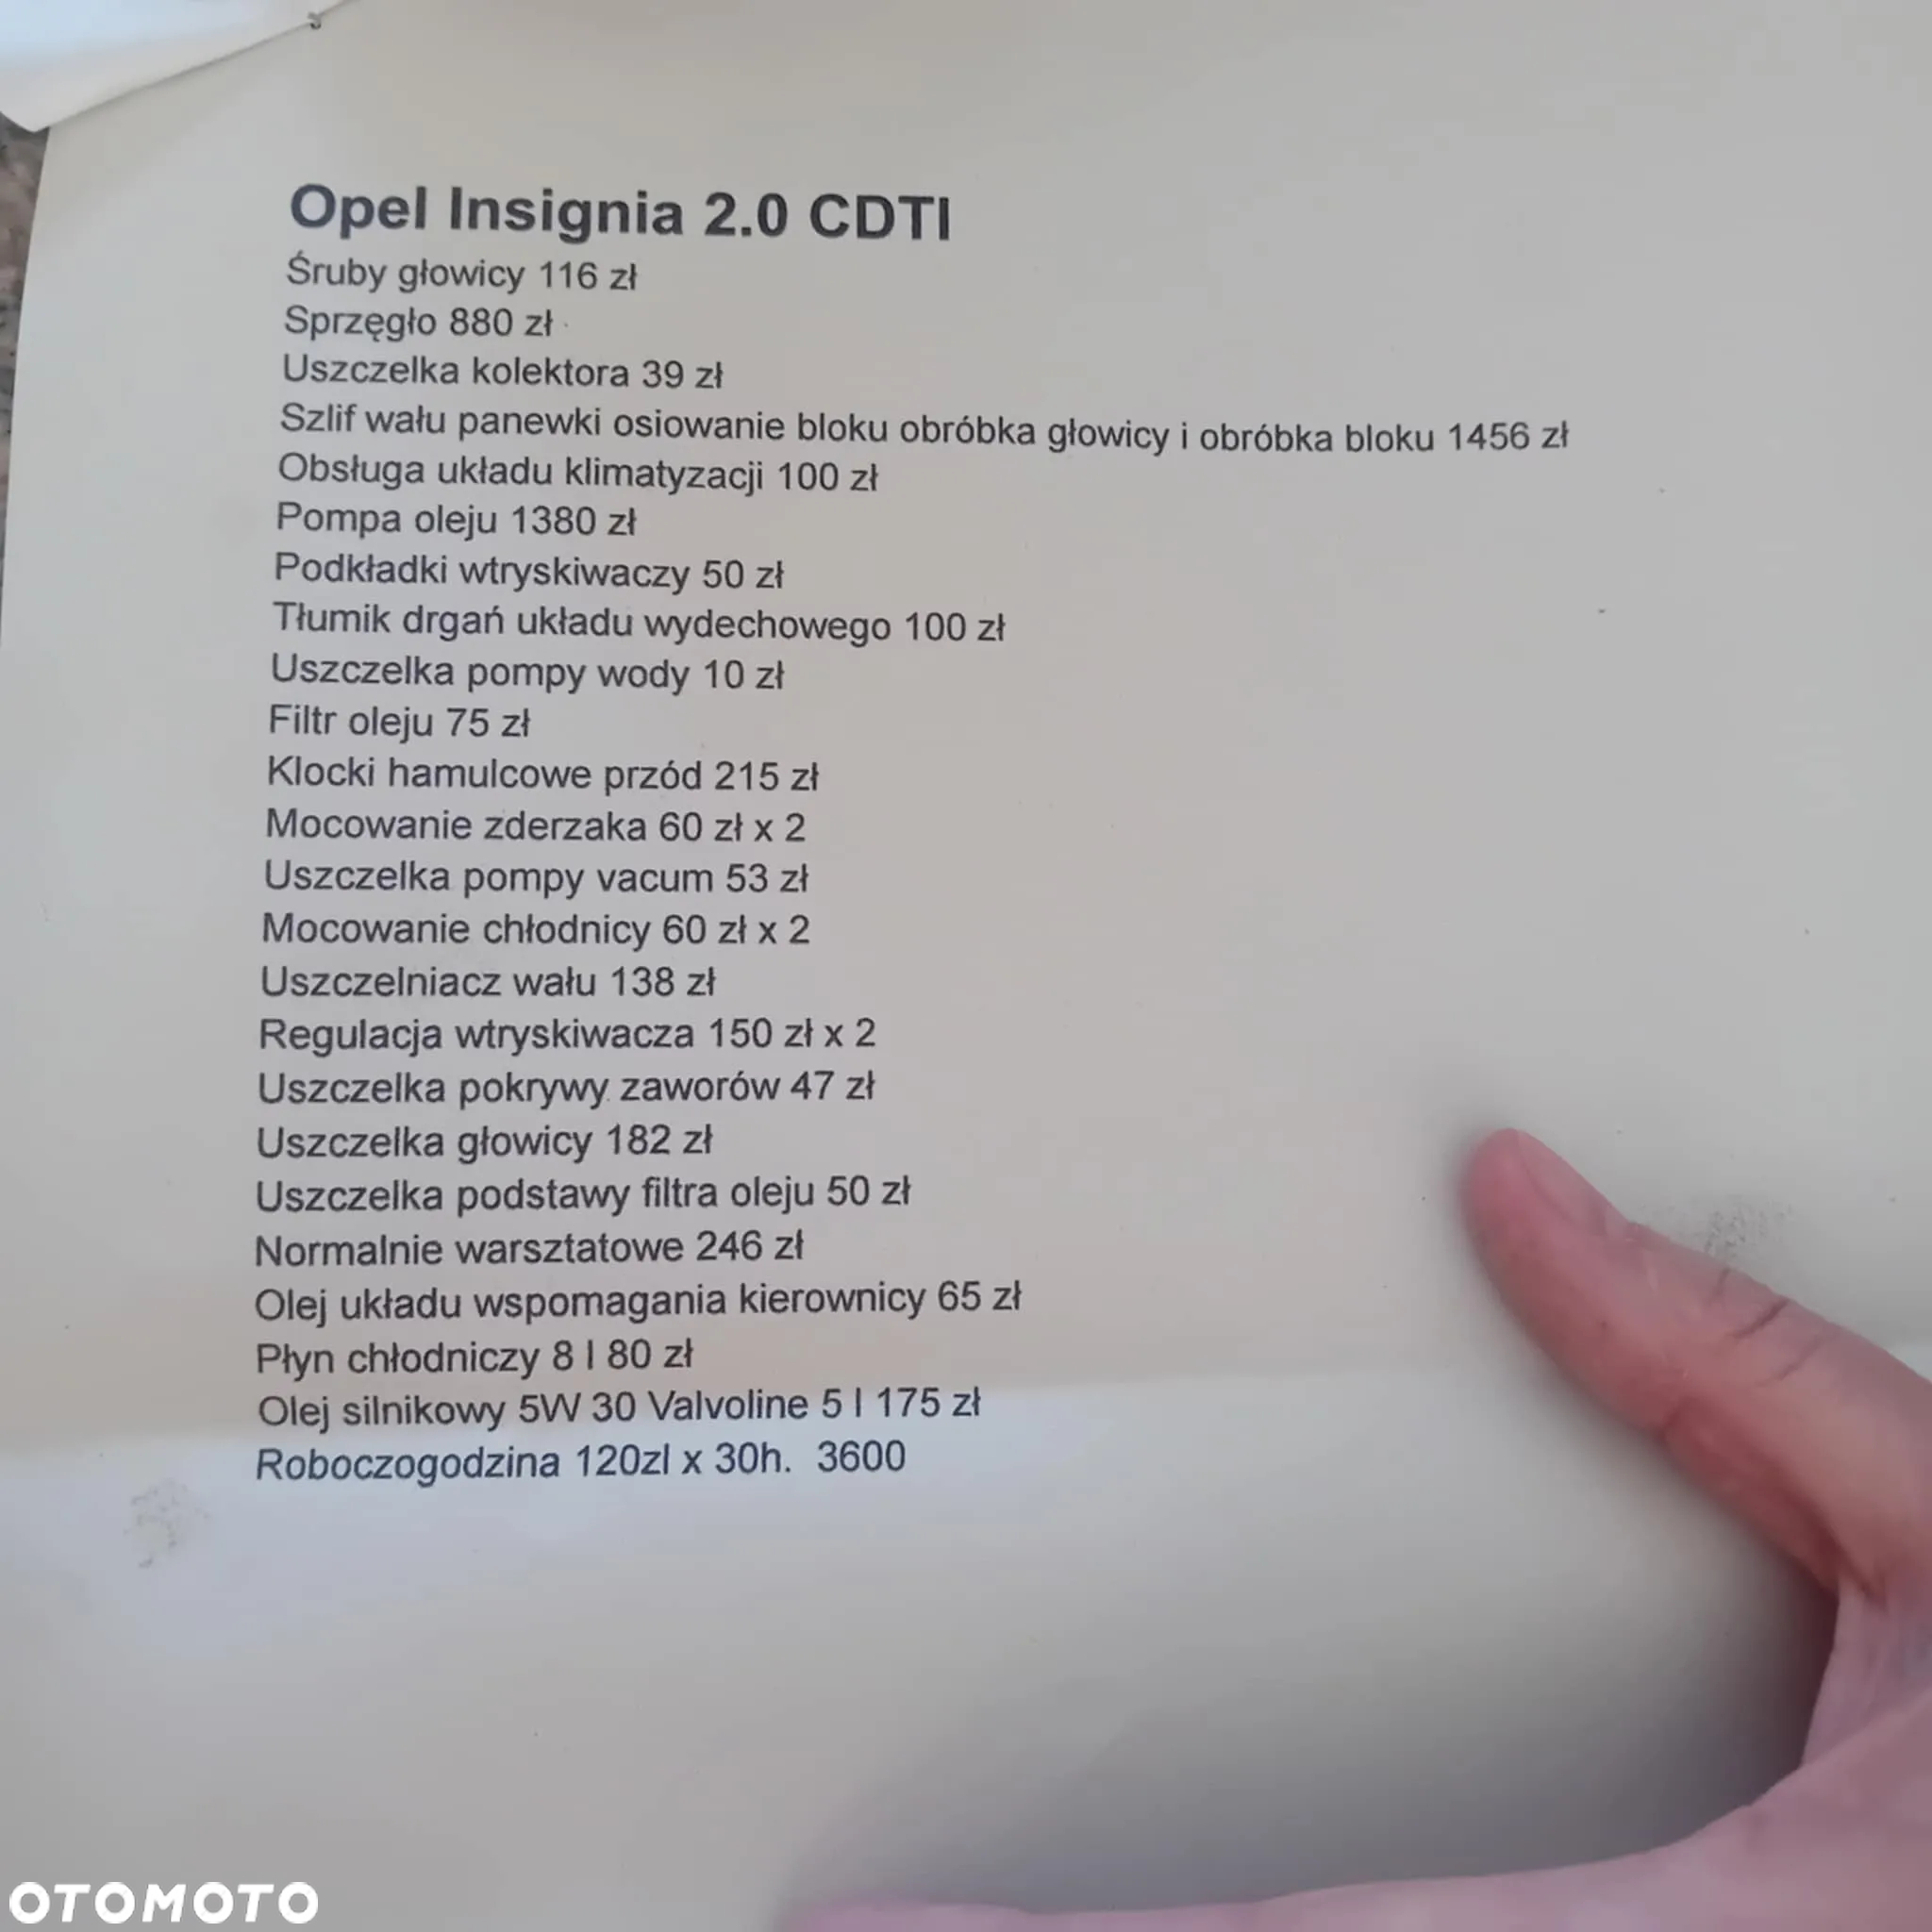 Opel Insignia 2.0 CDTI
Śruby głowicy 116 zł
Sprzęgło 880 zł
Uszczelka kolektora 39 zł
Szlif wału panewki osiowanie bloku obróbka głowicy i obróbka bloku 1456 zł
Obsługa układu klimatyzacji 100 zł
Pompa oleju 1380 zł
Podkładki wtryskiwaczy 50 zł
Tłumik drgań układu wydechowego 100 zł
Uszczelka pompy wody 10 zł
Filtr oleju 75 zł
Klocki hamulcowe przód 215 zł
Mocowanie zderzaka 60 zł x 2
Uszczelka pompy vacum 53 zł
Mocowanie chłodnicy 60 zł x 2
Uszczelniacz wału 138 zł
Regulacja wtryskiwacza 150 zł x 2
Uszczelka pokrywy zaworów 47 zł
Uszczelka głowicy 182 zł
Uszczelka podstawy filtra oleju 50 zł
Normalnie warsztatowe 246 zł
Olej układu wspomagania kierownicy 65 zł
Płyn chłodniczy 8 l 80 zł
Olej silnikowy 5W 30 Valvoline 5 l 175 zł
Roboczogodzina 120zl x 30h. 3600
OTOMOTO